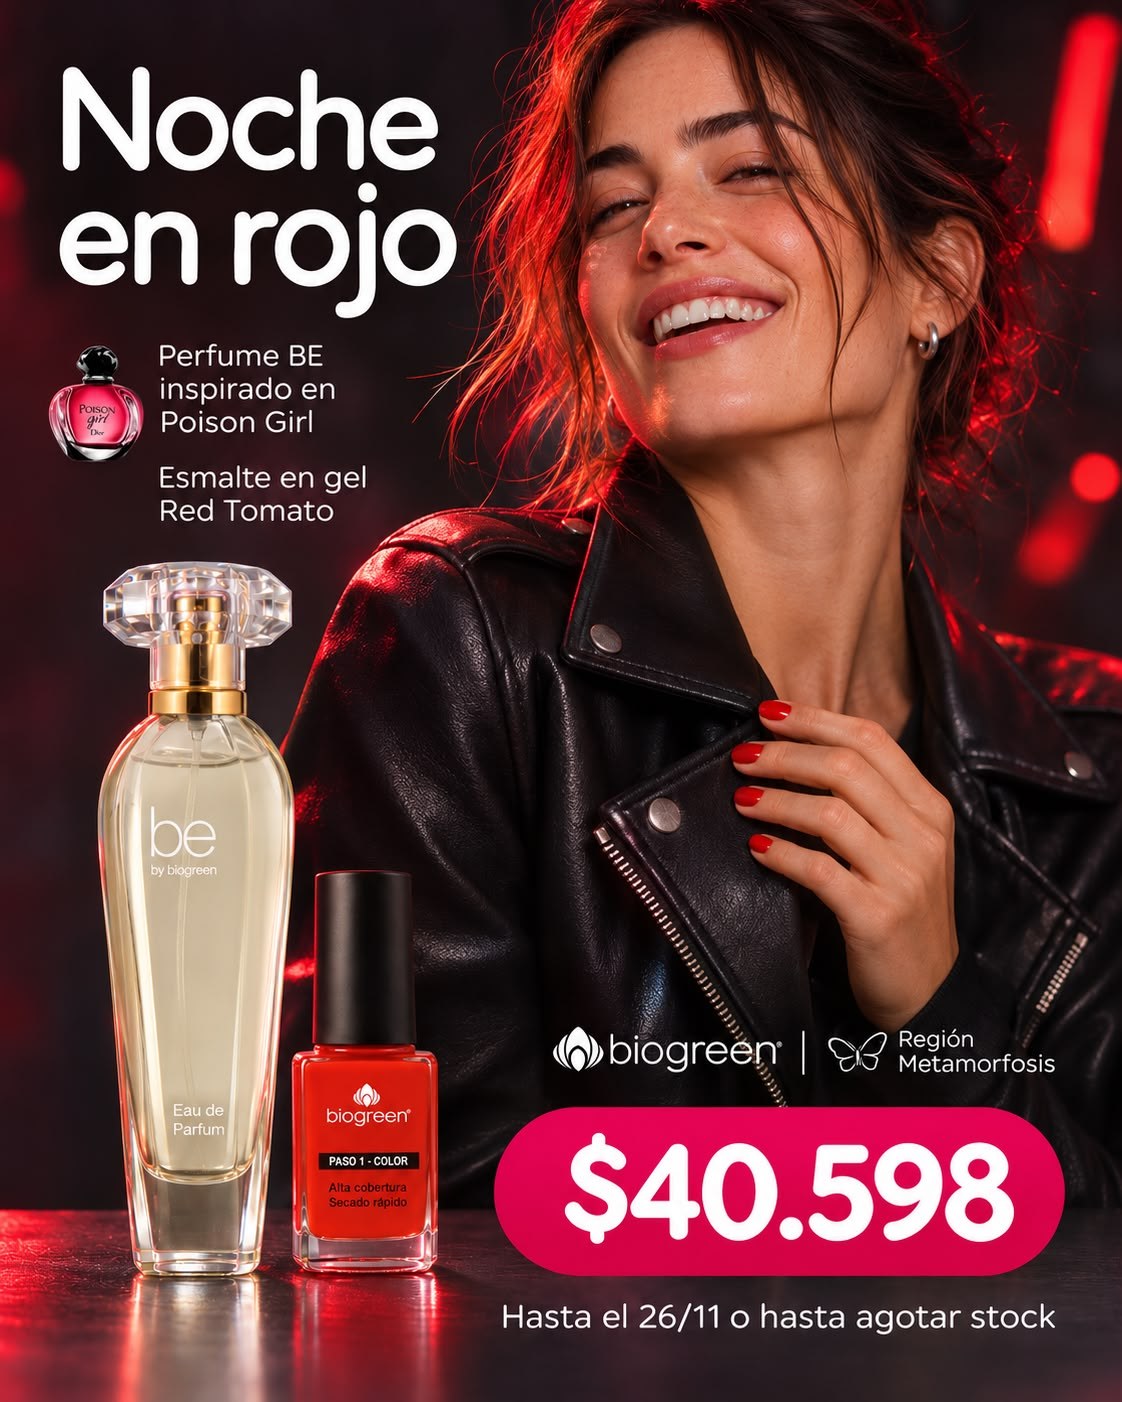 Noche
en rojo
POISON
girl
Dior
Perfume BE
inspirado en
Poison Girl
Esmalte en gel
Red Tomato
be
by biogreen
Eau de
Parfum
biogreen®
PASO 1 - COLOR
Alta cobertura
Secado rápido
biogreen®
Región
Metamorfosis
$40.598
Hasta el 26/11 o hasta agotar stock